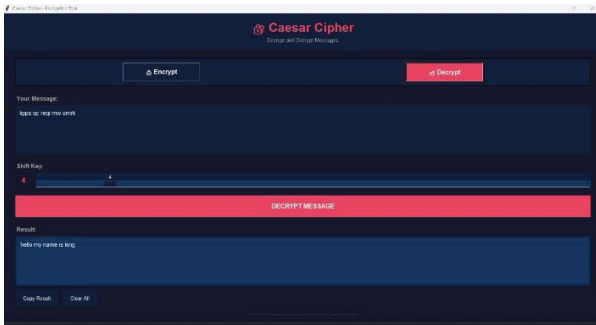 Caesar Cipher - Encryption Tool
Caesar Cipher
Encrypt and Decrypt Messages
Encrypt
Decrypt
Your Message:
lipps qc reqi mw omrk
Shift Key:
4
4
DECRYPT MESSAGE
Result:
hello my name is king
Copy Result
Clear All